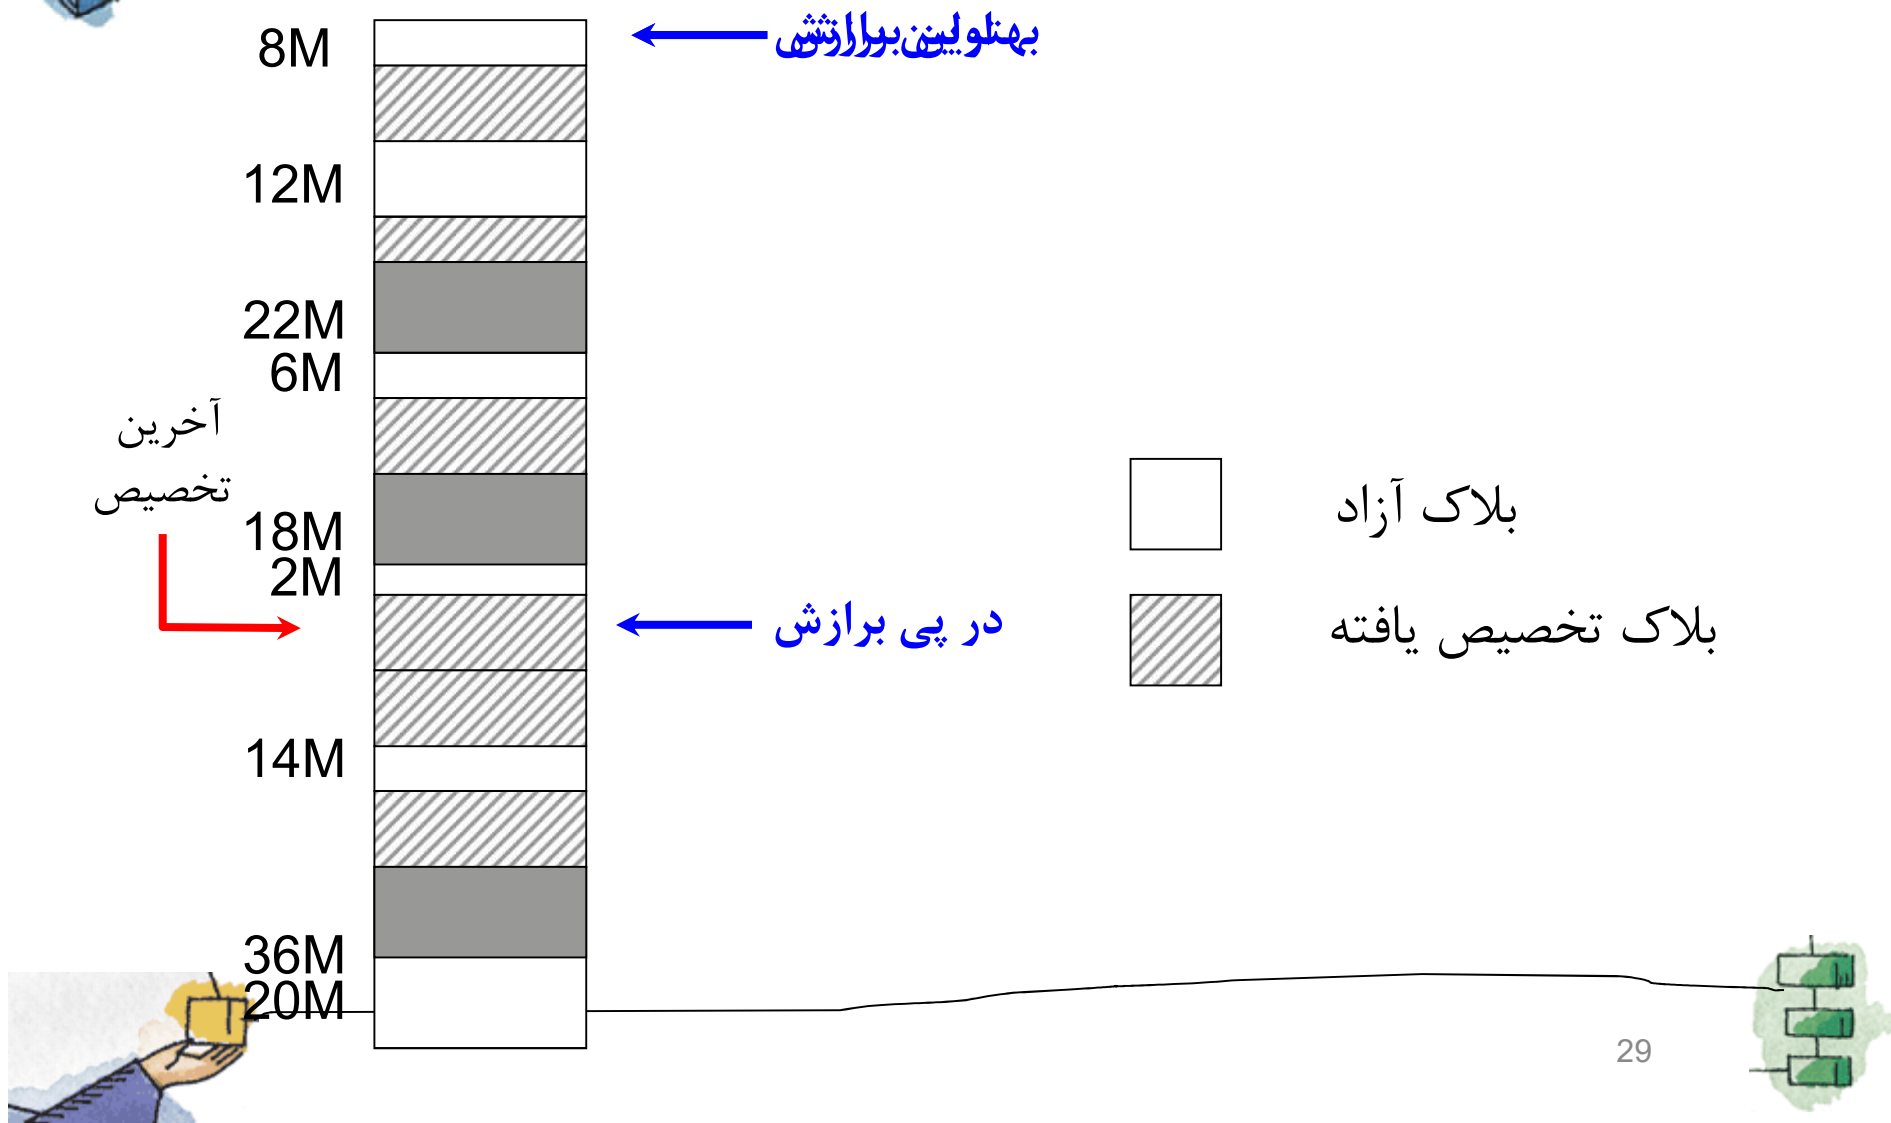 8M
12M
22M
6M
آخرین
تخصیص
18M
2M
در پی برازش
14M
36M
20M
بلاک آزاد
بلاک تخصیص یافته
29